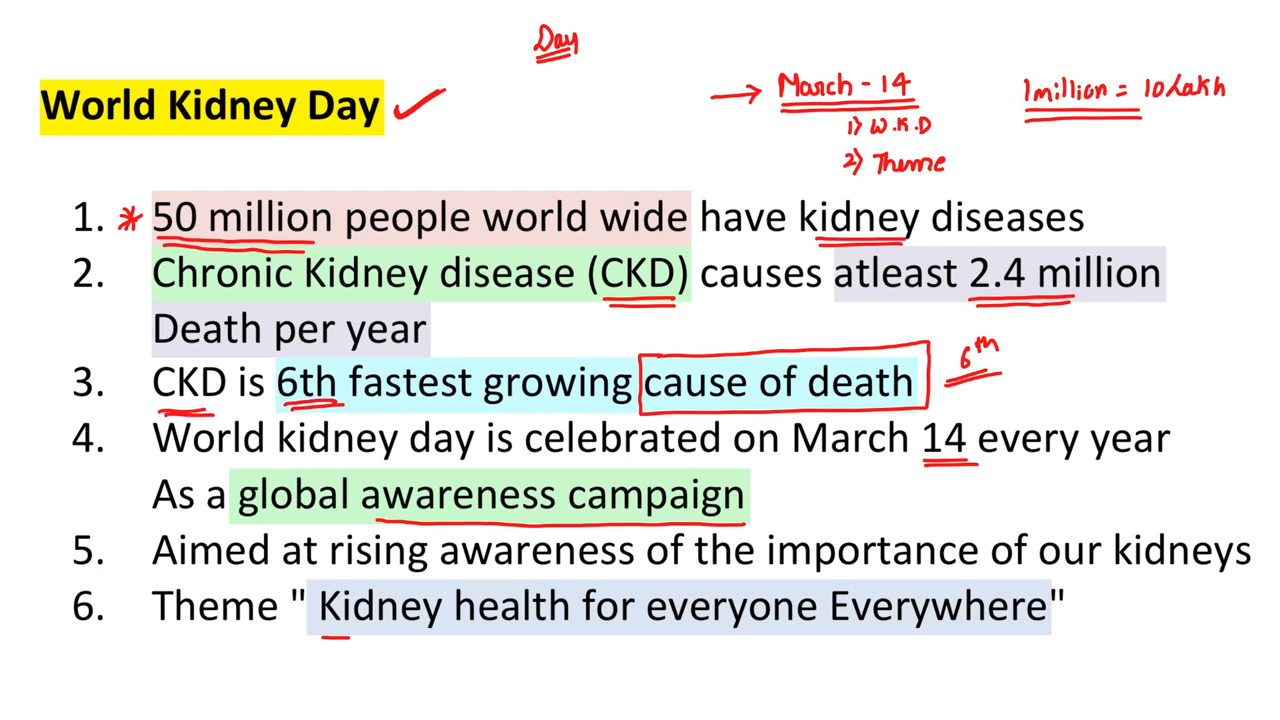 Day
World Kidney Day
→ March - 14
1million = 10 Lakh
1) W.K.D
2) Theme
1. * 50 million people world wide have kidney diseases
2. Chronic Kidney disease (CKD) causes atleast 2.4 million
Death per year
3. CKD is 6th fastest growing cause of death 6th
4. World kidney day is celebrated on March 14 every year
As a global awareness campaign
5. Aimed at rising awareness of the importance of our kidneys
6. Theme " Kidney health for everyone Everywhere"